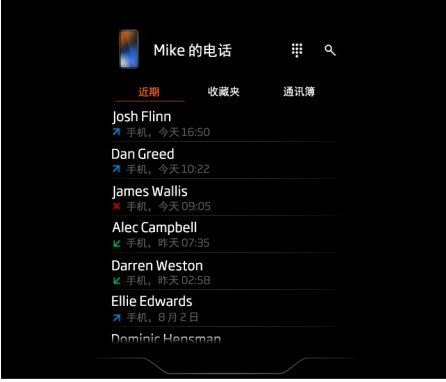 Mike 的电话
近期 收藏夹 通讯簿
Josh Flinn
手机，今天 16:50
Dan Greed
手机，今天 10:22
James Wallis
手机，今天 09:05
Alec Campbell
手机，昨天 07:35
Darren Weston
手机，昨天 02:58
Ellie Edwards
手机，8 月 2 日
Dominic Hensman